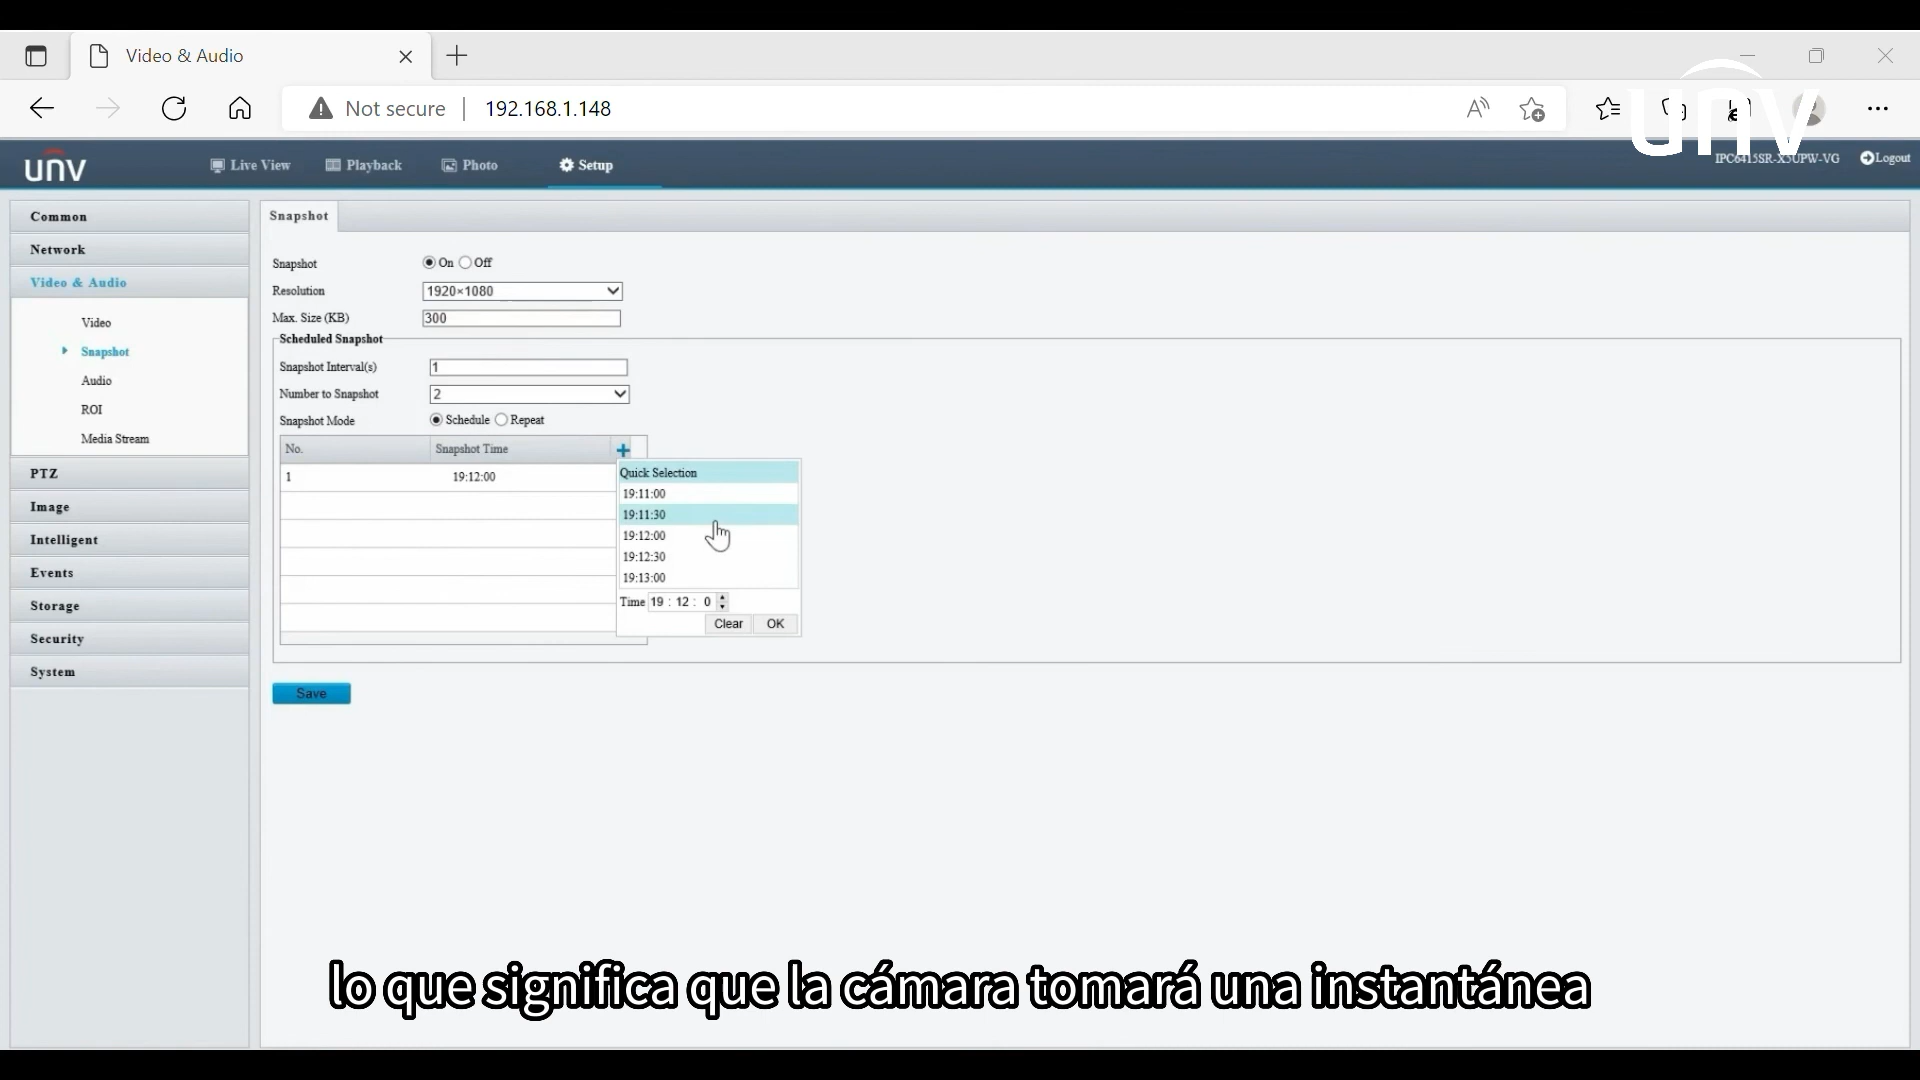 Video & Audio
Not secure
192.168.1.148
unv
unv
Live View
Playback
Photo
Setup
IPC6415SR-X5UPW-VG
Logout
Common
Network
Video & Audio
Video
Snapshot
Audio
ROI
Media Stream
PTZ
Image
Intelligent
Events
Storage
Security
System
Snapshot
Snapshot On Off
Resolution 1920×1080
Max. Size (KB) 300
Scheduled Snapshot
Snapshot Interval(s) 1
Number to Snapshot 2
Snapshot Mode Schedule Repeat
No. Snapshot Time
1 19:12:00
Quick Selection
19:11:00
19:11:30
19:12:00
19:12:30
19:13:00
Time 19 : 12 : 0
Clear OK
Save
lo que significa que la cámara tomará una instantánea